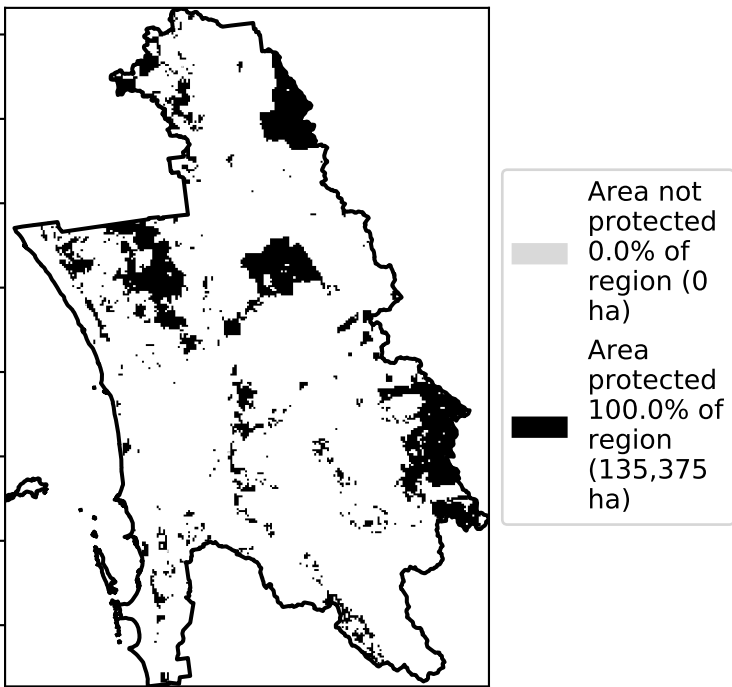 Area not
protected
0.0% of
region (0
ha)
Area
protected
100.0% of
region
(135,375
ha)